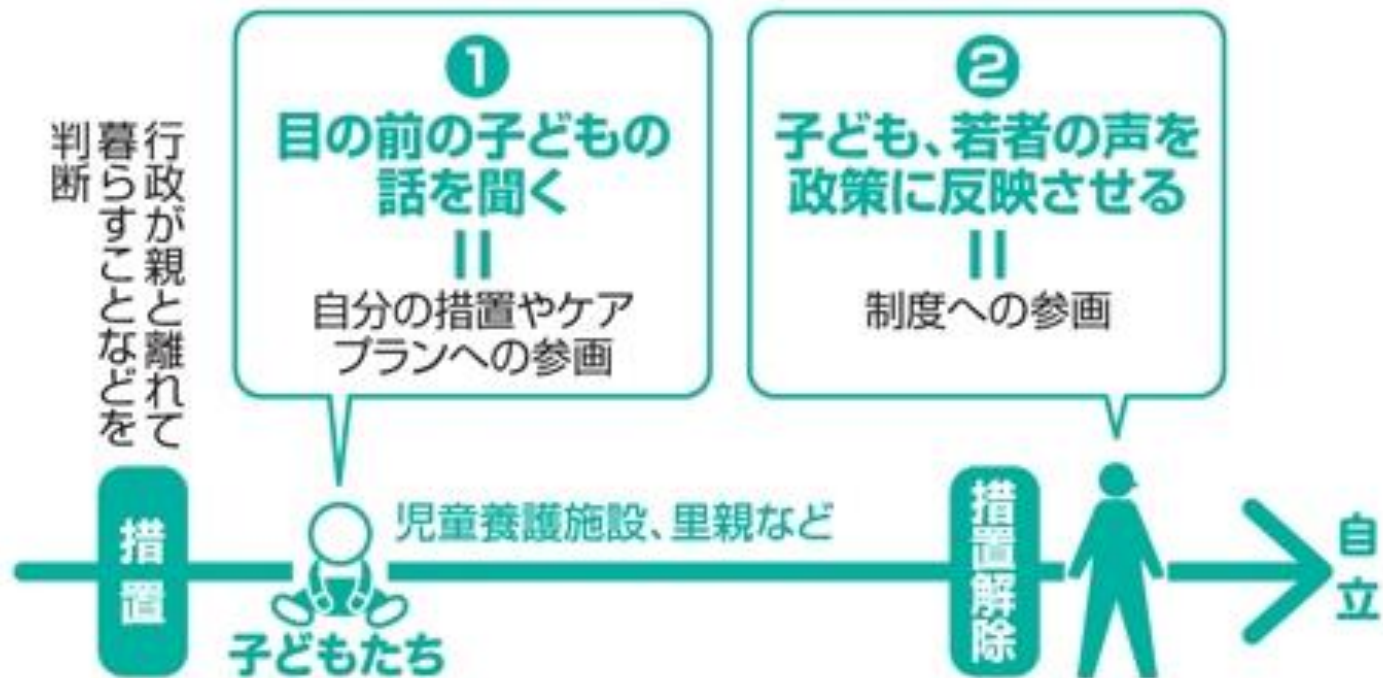 行政が親と離れて
暮らすことなどを
判断
❶
目の前の子どもの
話を聞く
=
自分の措置やケア
プランへの参画
❷
子ども、若者の声を
政策に反映させる
=
制度への参画
措置
児童養護施設、里親など
子どもたち
措置解除
自立